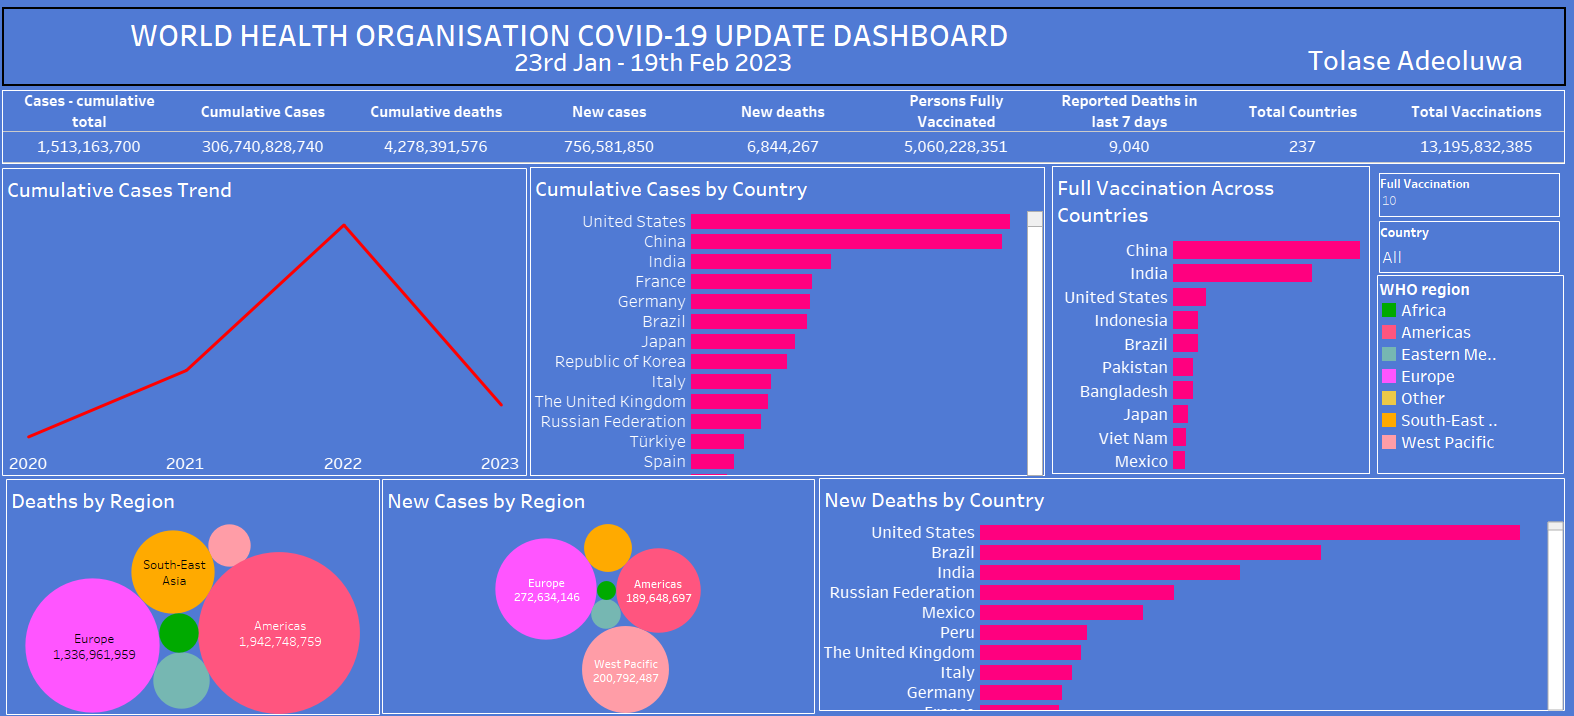 WORLD HEALTH ORGANISATION COVID-19 UPDATE DASHBOARD
23rd Jan - 19th Feb 2023
Tolase Adeoluwa
Cases - cumulative total
Cumulative Cases
Cumulative deaths
New cases
New deaths
Persons Fully Vaccinated
Reported Deaths in last 7 days
Total Countries
Total Vaccinations
1,513,163,700
306,740,828,740
4,278,391,576
756,581,850
6,844,267
5,060,228,351
9,040
237
13,195,832,385
Cumulative Cases Trend
2020
2021
2022
2023
Cumulative Cases by Country
United States
China
India
France
Germany
Brazil
Japan
Republic of Korea
Italy
The United Kingdom
Russian Federation
Türkiye
Spain
Full Vaccination Across
Countries
China
India
United States
Indonesia
Brazil
Pakistan
Bangladesh
Japan
Viet Nam
Mexico
Full Vaccination
10
Country
All
WHO region
Africa
Americas
Eastern Me..
Europe
Other
South-East ..
West Pacific
Deaths by Region
South-East
Asia
Europe
1,336,961,959
Americas
1,942,748,759
New Cases by Region
Europe
272,634,146
Americas
189,648,697
West Pacific
200,792,487
New Deaths by Country
United States
Brazil
India
Russian Federation
Mexico
Peru
The United Kingdom
Italy
Germany
France